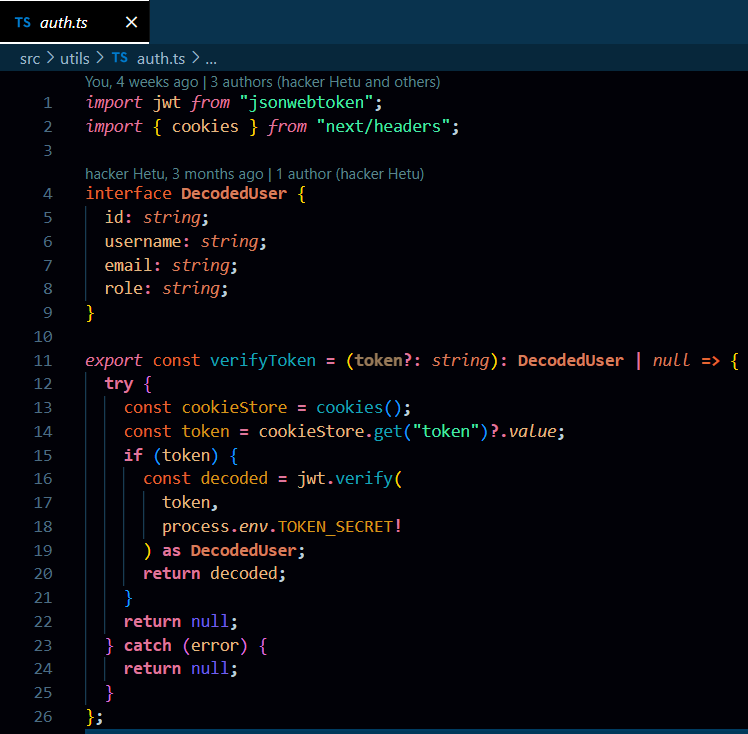 TS auth.ts ×
src > utils > TS auth.ts > ...
You, 4 weeks ago | 3 authors (hacker Hetu and others)
1 import jwt from "jsonwebtoken";
2 import { cookies } from "next/headers";
3
hacker Hetu, 3 months ago | 1 author (hacker Hetu)
4 interface DecodedUser {
5   id: string;
6   username: string;
7   email: string;
8   role: string;
9 }
10
11 export const verifyToken = (token?: string): DecodedUser | null => {
12   try {
13     const cookieStore = cookies();
14     const token = cookieStore.get("token")?.value;
15     if (token) {
16       const decoded = jwt.verify(
17         token,
18         process.env.TOKEN_SECRET!
19       ) as DecodedUser;
20       return decoded;
21     }
22     return null;
23   } catch (error) {
24     return null;
25   }
26 };